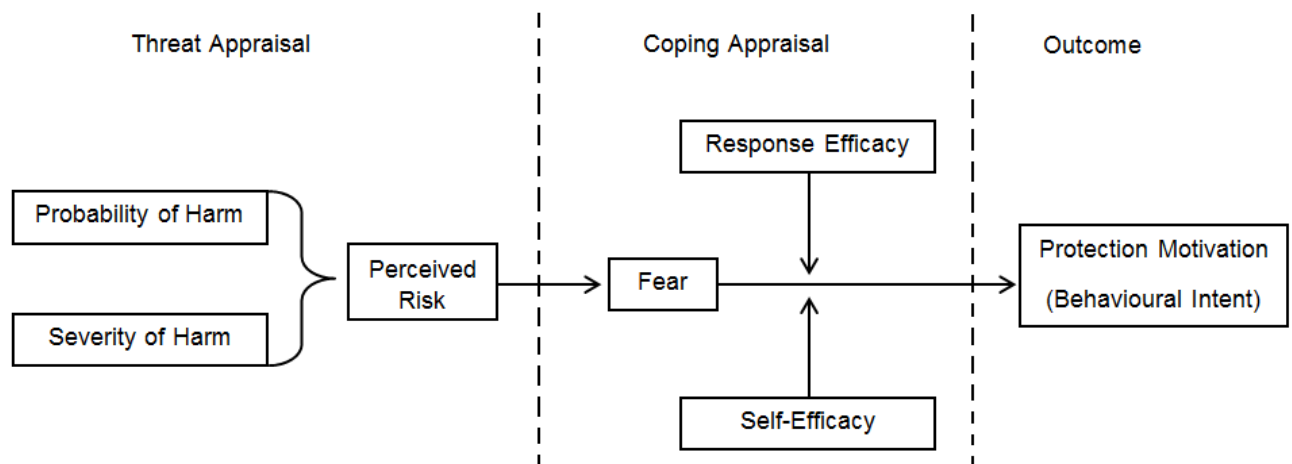 Threat Appraisal
Coping Appraisal
Outcome
Response Efficacy
Probability of Harm
Perceived
Risk
Fear
Protection Motivation
(Behavioural Intent)
Severity of Harm
Self-Efficacy